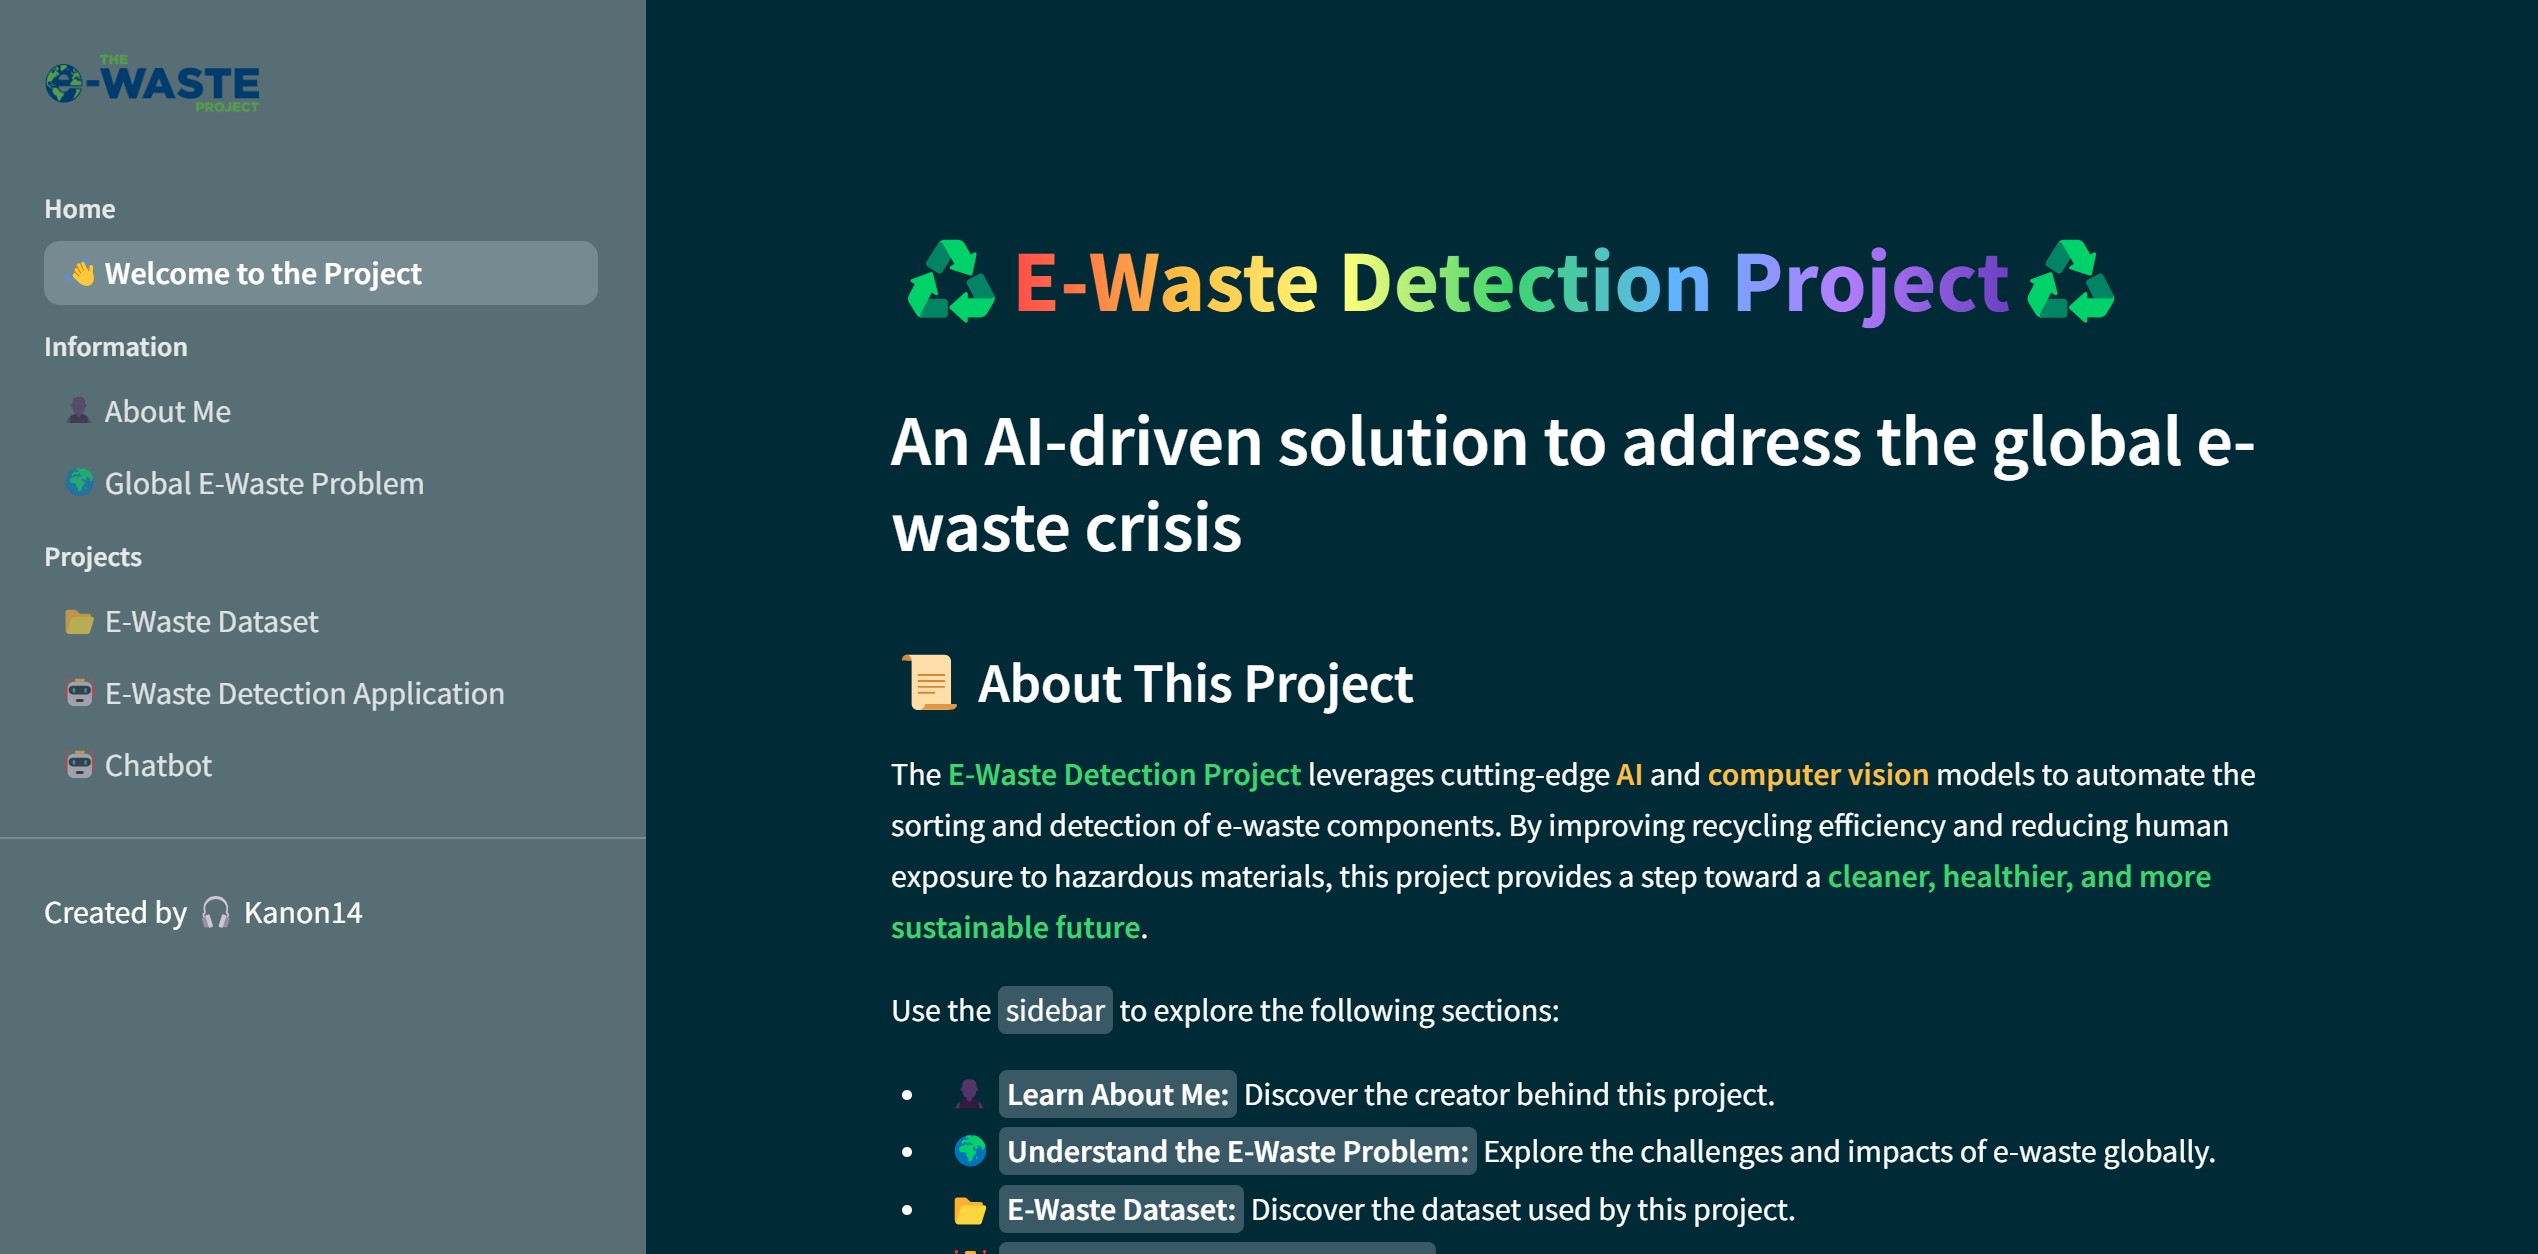 THE
e-WASTE
PROJECT
Home
Welcome to the Project
Information
About Me
Global E-Waste Problem
Projects
E-Waste Dataset
E-Waste Detection Application
Chatbot
Created by Kanon14
E-Waste Detection Project
An AI-driven solution to address the global e-
waste crisis
About This Project
The E-Waste Detection Project leverages cutting-edge AI and computer vision models to automate the
sorting and detection of e-waste components. By improving recycling efficiency and reducing human
exposure to hazardous materials, this project provides a step toward a cleaner, healthier, and more
sustainable future.
Use the sidebar to explore the following sections:
Learn About Me: Discover the creator behind this project.
Understand the E-Waste Problem: Explore the challenges and impacts of e-waste globally.
E-Waste Dataset: Discover the dataset used by this project.